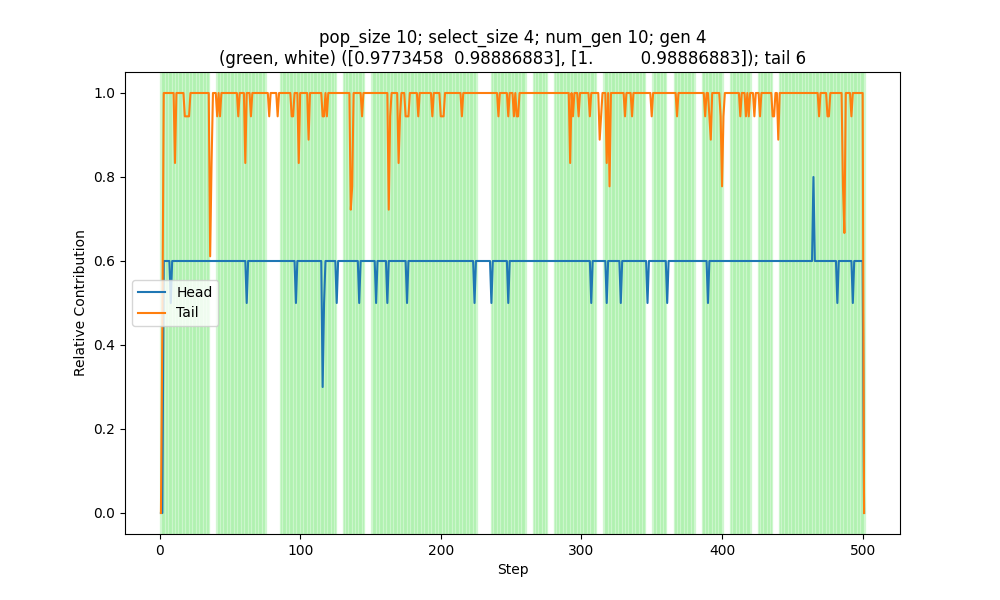 pop_size 10; select_size 4; num_gen 10; gen 4
(green, white) ([0.9773458  0.98886883], [1.         0.98886883]); tail 6
1.0
0.8
0.6
0.4
0.2
0.0
Relative Contribution
Head
Tail
0
100
200
300
400
500
Step